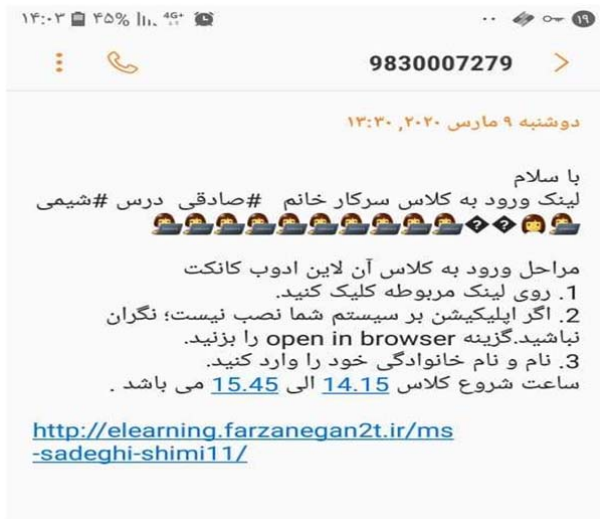 ۱۴:۰۳ ۴۵% 4G+ ۱۹
9830007279
دوشنبه ۹ مارس ۲۰۲۰, ۱۳:۳۰
با سلام
لینک ورود به کلاس سرکار خانم #صادقی درس #شیمی
مراحل ورود به کلاس آن لاین ادوب کانکت
1. روی لینک مربوطه کلیک کنید.
2. اگر اپلیکیشن بر سیستم شما نصب نیست؛ نگران
نباشید.گزینه open in browser را بزنید.
3. نام و نام خانوادگی خود را وارد کنید.
ساعت شروع کلاس 14.15 الی 15.45 می باشد .
http://elearning.farzanegan2t.ir/ms
-sadeghi-shimi11/